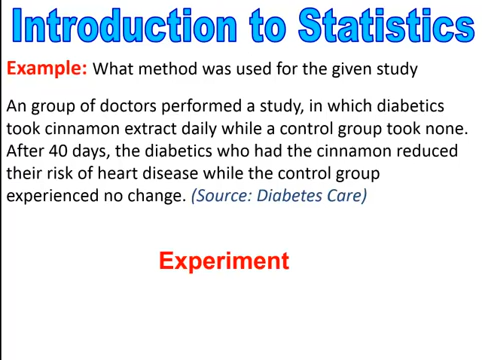 Introduction to Statistics
Example: What method was used for the given study
An group of doctors performed a study, in which diabetics
took cinnamon extract daily while a control group took none.
After 40 days, the diabetics who had the cinnamon reduced
their risk of heart disease while the control group
experienced no change. (Source: Diabetes Care)
Experiment